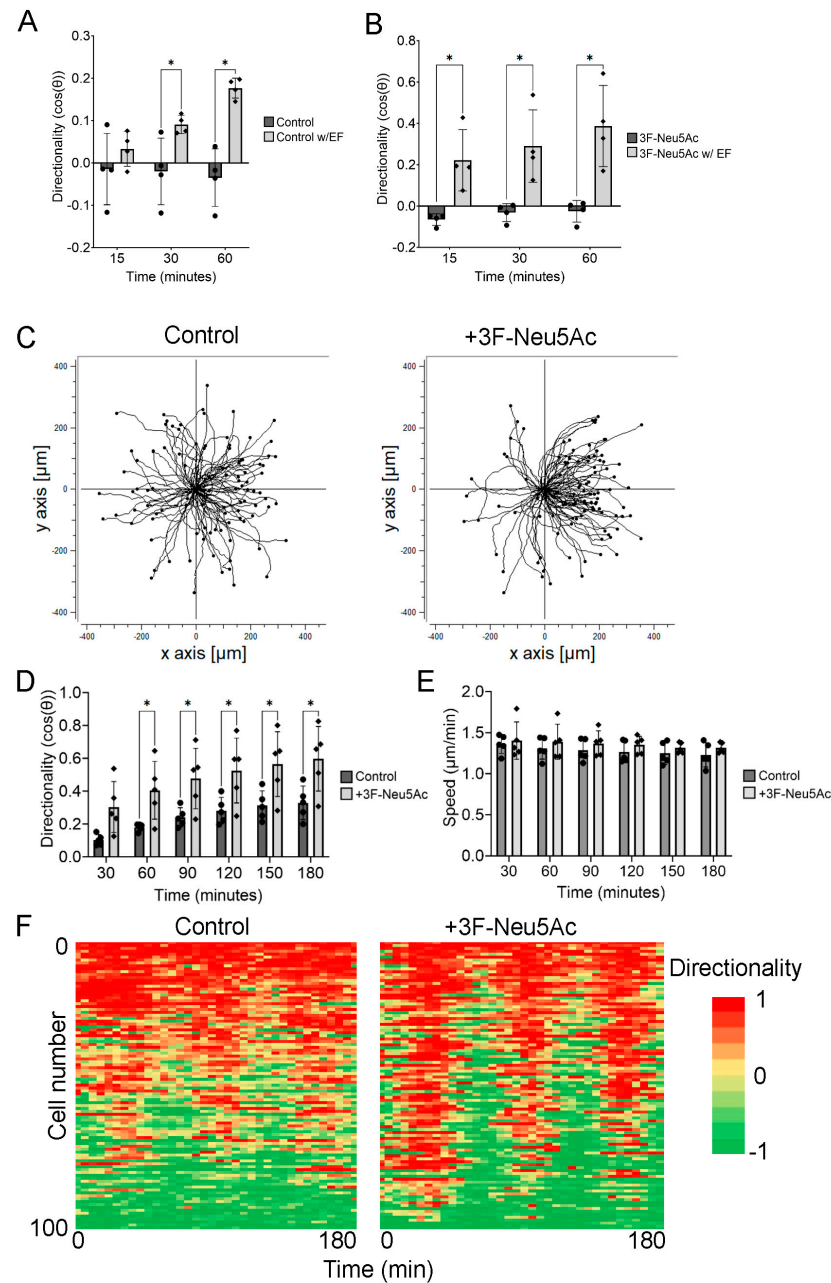 A
Directionality (cos(θ))
0.3
0.2
0.1
0.0
-0.1
-0.2
* *
15 30 60
Time (minutes)
Control
Control w/EF
B
Directionality (cos(θ))
0.8
0.6
0.4
0.2
0.0
-0.2
* * *
15 30 60
Time (minutes)
3F-Neu5Ac
3F-Neu5Ac w/ EF
C
Control
y axis [µm]
400
200
0
-200
-400
-400 -200 0 200 400
x axis [µm]
+3F-Neu5Ac
y axis [µm]
400
200
0
-200
-400
-400 -200 0 200 400
x axis [µm]
D
Directionality (cos(θ))
1.0
0.8
0.6
0.4
0.2
0.0
* * * * *
30 60 90 120 150 180
Time (minutes)
Control
+3F-Neu5Ac
E
Speed (µm/min)
2.0
1.5
1.0
0.5
0.0
30 60 90 120 150 180
Time (minutes)
Control
+3F-Neu5Ac
F
Control
+3F-Neu5Ac
0
Cell number
100
0 180
0 180
Time (min)
Directionality
1
0
-1